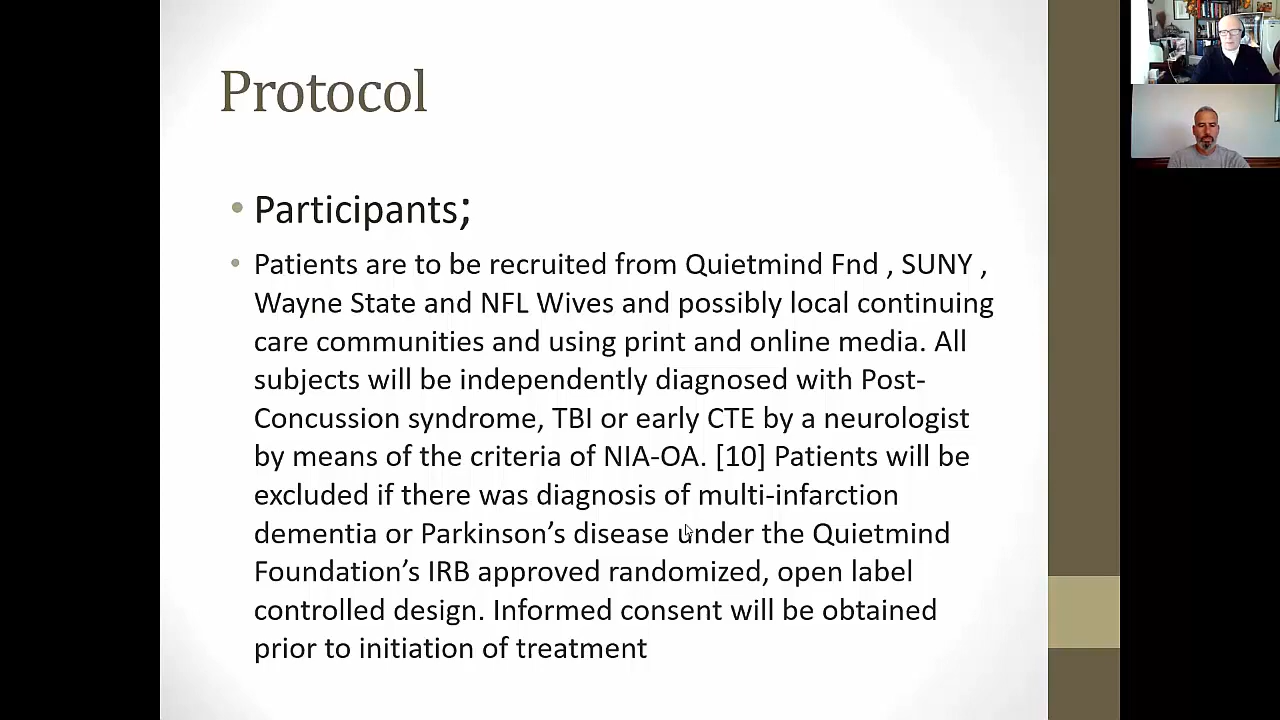 Protocol
• Participants;
• Patients are to be recruited from Quietmind Fnd , SUNY ,
Wayne State and NFL Wives and possibly local continuing
care communities and using print and online media. All
subjects will be independently diagnosed with Post-
Concussion syndrome, TBI or early CTE by a neurologist
by means of the criteria of NIA-OA. [10] Patients will be
excluded if there was diagnosis of multi-infarction
dementia or Parkinson’s disease under the Quietmind
Foundation’s IRB approved randomized, open label
controlled design. Informed consent will be obtained
prior to initiation of treatment